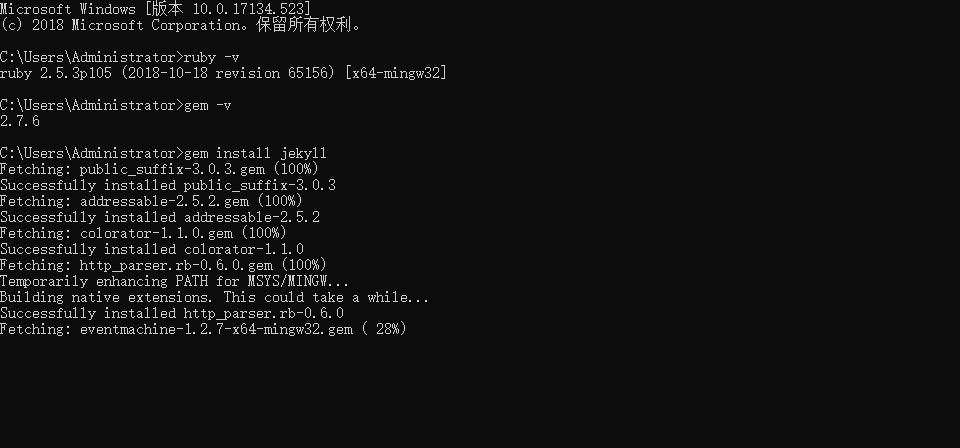 Microsoft Windows [版本 10.0.17134.523]
(c) 2018 Microsoft Corporation。保留所有权利。
C:\Users\Administrator>ruby -v
ruby 2.5.3p105 (2018-10-18 revision 65156) [x64-mingw32]
C:\Users\Administrator>gem -v
2.7.6
C:\Users\Administrator>gem install jekyll
Fetching: public_suffix-3.0.3.gem (100%)
Successfully installed public_suffix-3.0.3
Fetching: addressable-2.5.2.gem (100%)
Successfully installed addressable-2.5.2
Fetching: colorator-1.1.0.gem (100%)
Successfully installed colorator-1.1.0
Fetching: http_parser.rb-0.6.0.gem (100%)
Temporarily enhancing PATH for MSYS/MINGW...
Building native extensions. This could take a while...
Successfully installed http_parser.rb-0.6.0
Fetching: eventmachine-1.2.7-x64-mingw32.gem ( 28%)